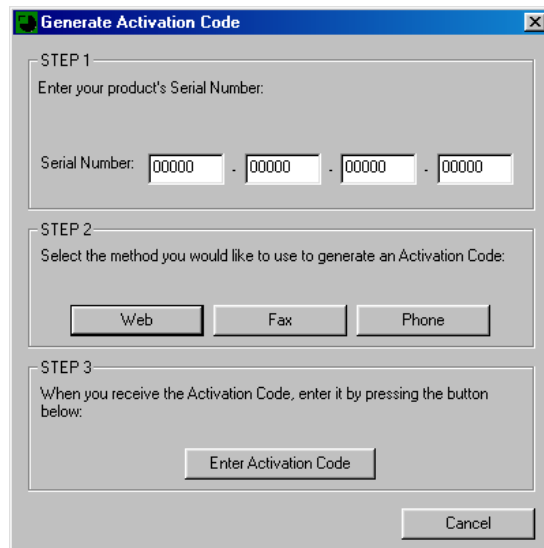 Generate Activation Code
STEP 1
Enter your product's Serial Number:
Serial Number: 00000 - 00000 - 00000 - 00000
STEP 2
Select the method you would like to use to generate an Activation Code:
Web Fax Phone
STEP 3
When you receive the Activation Code, enter it by pressing the button
below:
Enter Activation Code
Cancel